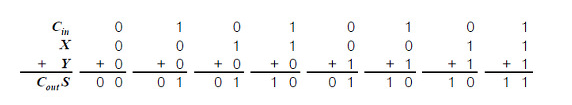 C in 0 1 0 1 0 1 0 1
X 0 0 1 1 0 0 1 1
+ Y + 0 + 0 + 0 + 0 + 1 + 1 + 1 + 1
C out S 0 0 0 1 0 1 1 0 0 1 1 0 1 0 1 1